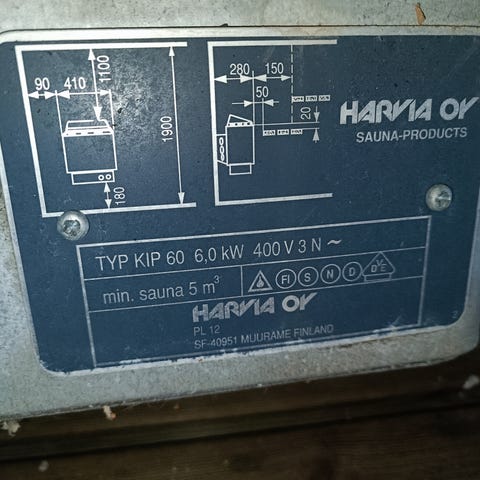 90 410 1100
1900
180
280 150
50
20
HARVIA OY
SAUNA-PRODUCTS
TYP KIP 60 6,0 kW 400 V 3 N ~
min. sauna 5 m³ FI S N D
HARVIA OY
PL 12
SF-40951 MUURAME FINLAND